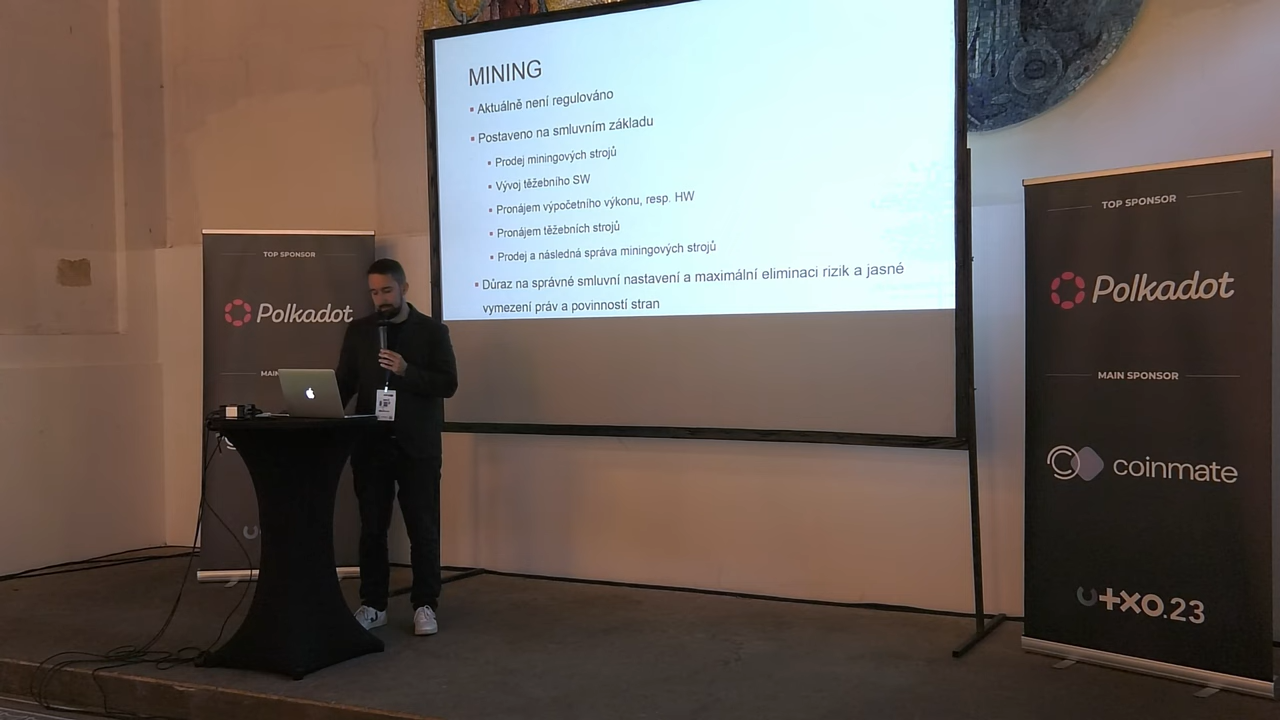 MINING
Aktuálně není regulováno
Postaveno na smluvním základu
Prodej miningových strojů
Vývoj těžebního SW
Pronájem výpočetního výkonu, resp. HW
Pronájem těžebních strojů
Prodej a následná správa miningových strojů
Důraz na správné smluvní nastavení a maximální eliminaci rizik a jasné
vymezení práv a povinností stran
TOP SPONSOR
Polkadot
TOP SPONSOR
Polkadot
MAIN SPONSOR
coinmate
utxo.23